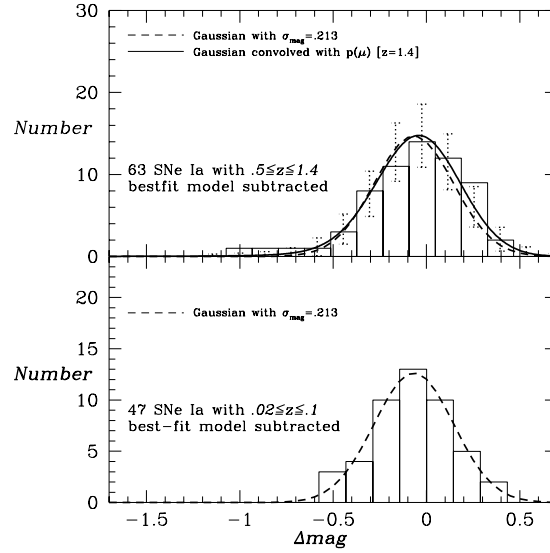 30
Gaussian with σmag=.213
Gaussian convolved with p(μ) [z=1.4]
20
Number
63 SNe Ia with .5≦z≦1.4
bestfit model subtracted
10
0
20
Gaussian with σmag=.213
15
Number
10
47 SNe Ia with .02≦z≦.1
best-fit model subtracted
5
0
−1.5 −1 −0.5 0 0.5
Δmag